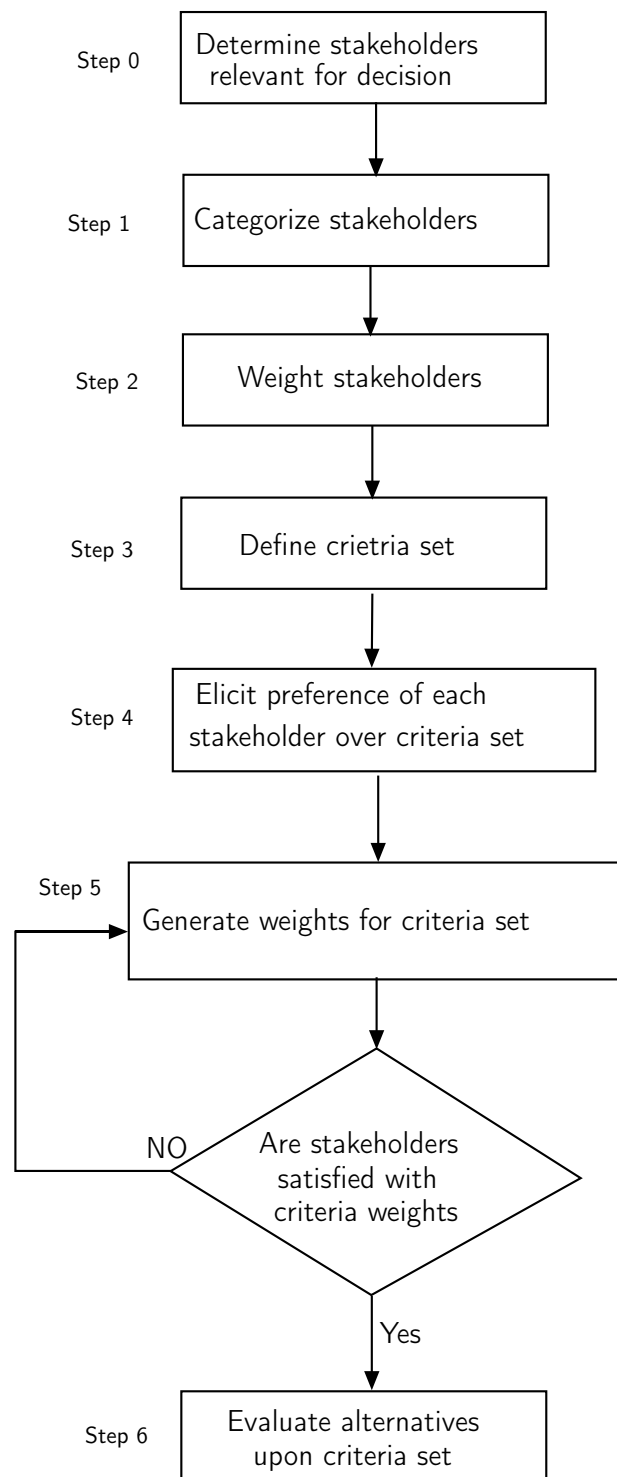 Step 0
Determine stakeholders
relevant for decision
Step 1
Categorize stakeholders
Step 2
Weight stakeholders
Step 3
Define crietria set
Step 4
Elicit preference of each
stakeholder over criteria set
Step 5
Generate weights for criteria set
NO
Are stakeholders
satisfied with
criteria weights
Yes
Step 6
Evaluate alternatives
upon criteria set